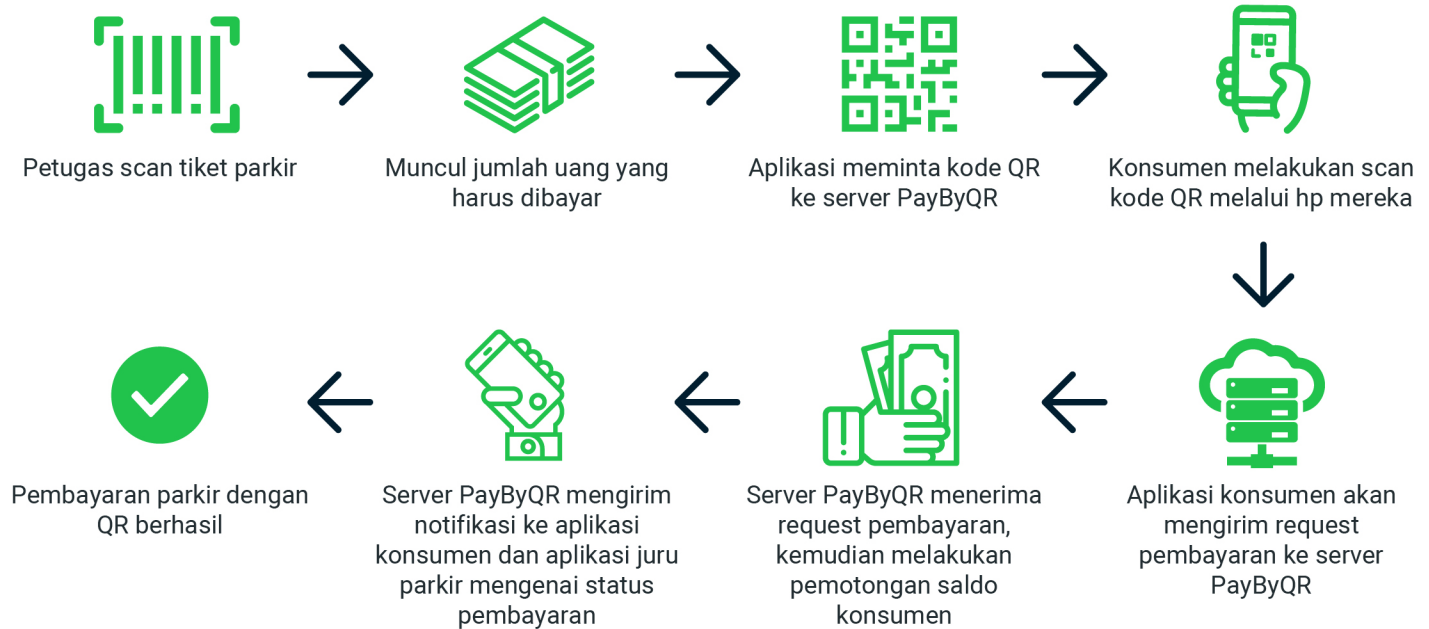 Petugas scan tiket parkir
Muncul jumlah uang yang
harus dibayar
Aplikasi meminta kode QR
ke server PayByQR
Konsumen melakukan scan
kode QR melalui hp mereka
Aplikasi konsumen akan
mengirim request
pembayaran ke server
PayByQR
Server PayByQR menerima
request pembayaran,
kemudian melakukan
pemotongan saldo
konsumen
Server PayByQR mengirim
notifikasi ke aplikasi
konsumen dan aplikasi juru
parkir mengenai status
pembayaran
Pembayaran parkir dengan
QR berhasil